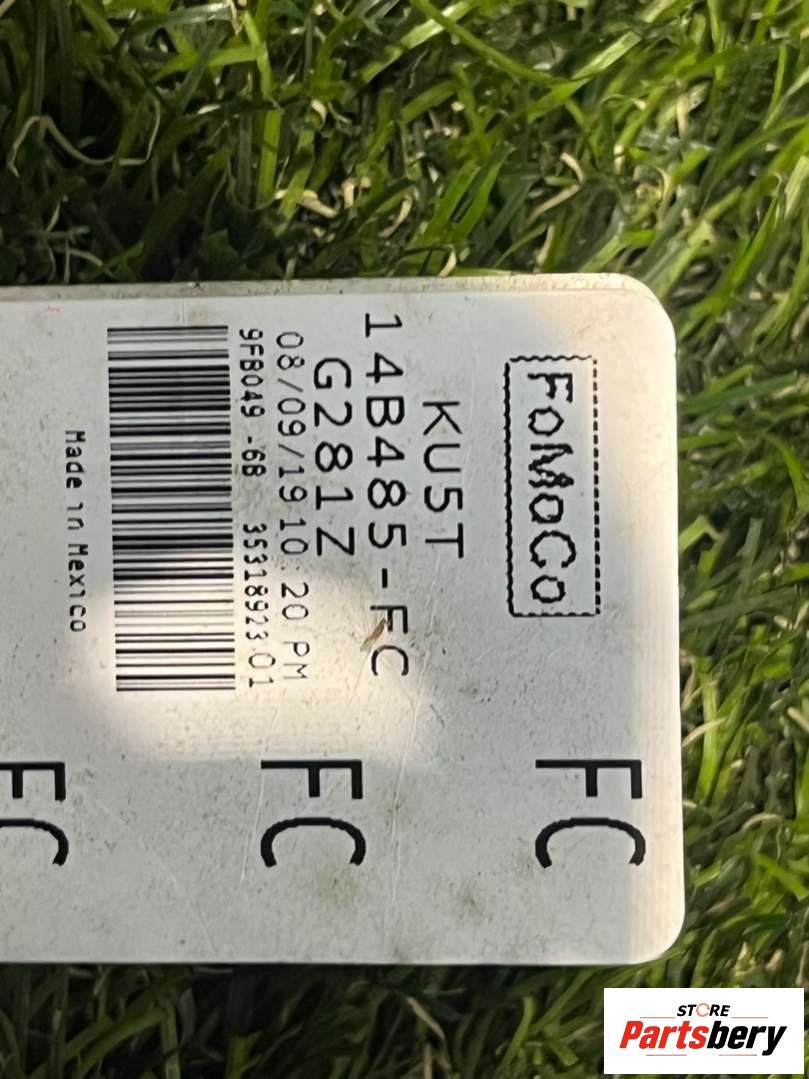 FoMoCo
KU5T
14B485-FC
G281Z
08/09/19 10:20 PM
9FB049 -6B 35318923 01
Made in Mexico
FC
FC
FC
STORE
Partsbery